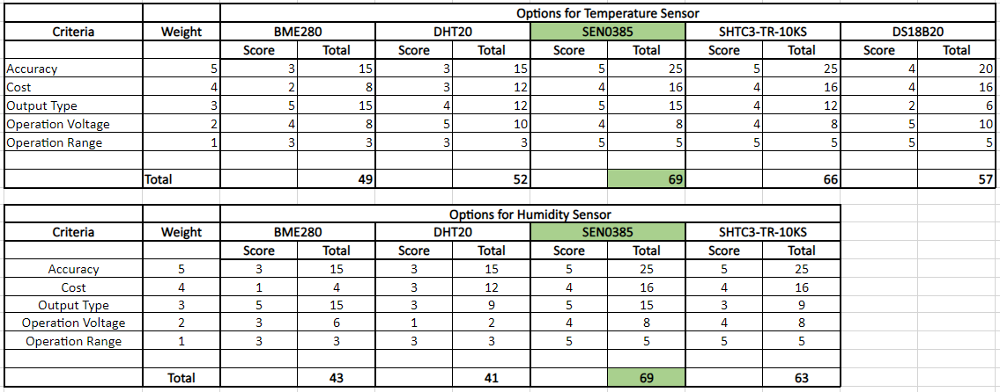 Options for Temperature Sensor
Criteria Weight BME280 DHT20 SEN0385 SHTC3-TR-10KS DS18B20
Score Total Score Total Score Total Score Total Score Total
Accuracy 5 3 15 3 15 5 25 5 25 4 20
Cost 4 2 8 3 12 4 16 4 16 4 16
Output Type 3 5 15 4 12 5 15 4 12 2 6
Operation Voltage 2 4 8 5 10 4 8 4 8 5 10
Operation Range 1 3 3 3 3 5 5 5 5 5 5
Total 49 52 69 66 57
Options for Humidity Sensor
Criteria Weight BME280 DHT20 SEN0385 SHTC3-TR-10KS
Score Total Score Total Score Total Score Total
Accuracy 5 3 15 3 15 5 25 5 25
Cost 4 1 4 3 12 4 16 4 16
Output Type 3 5 15 3 9 5 15 3 9
Operation Voltage 2 3 6 1 2 4 8 4 8
Operation Range 1 3 3 3 3 5 5 5 5
Total 43 41 69 63